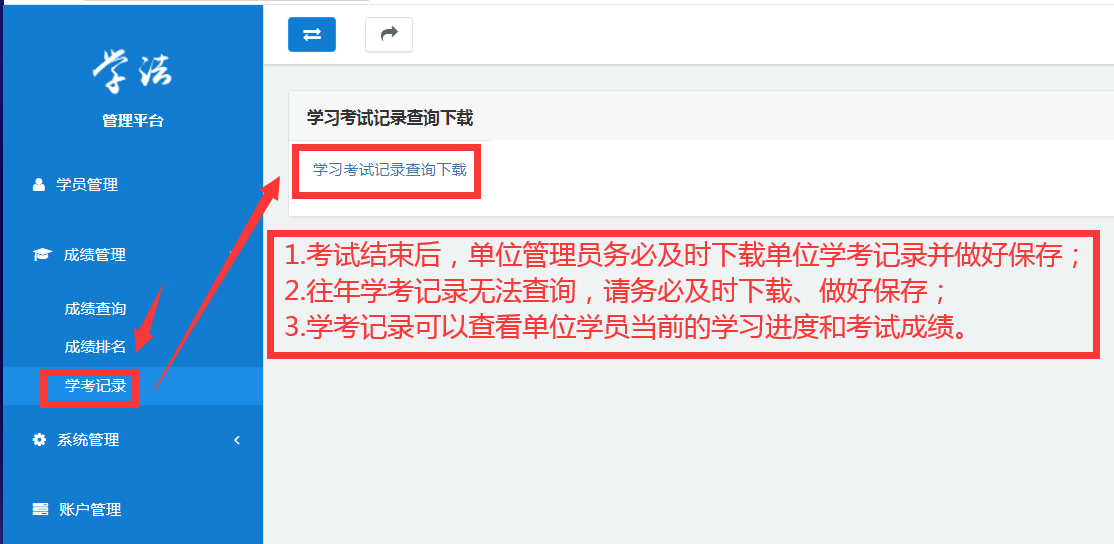 学法
管理平台
学员管理
成绩管理
成绩查询
成绩排名
学考记录
系统管理
账户管理
学习考试记录查询下载
学习考试记录查询下载
1.考试结束后，单位管理员务必及时下载单位学考记录并做好保存；
2.往年学考记录无法查询，请务必及时下载、做好保存；
3.学考记录可以查看单位学员当前的学习进度和考试成绩。